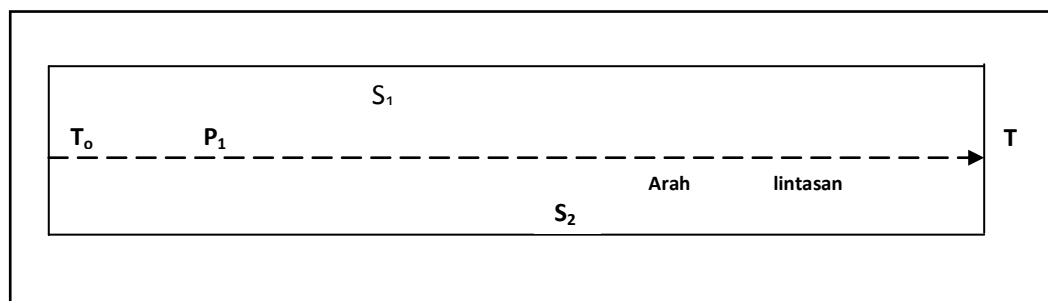 S₁
T₀ P₁ T
Arah lintasan
S₂